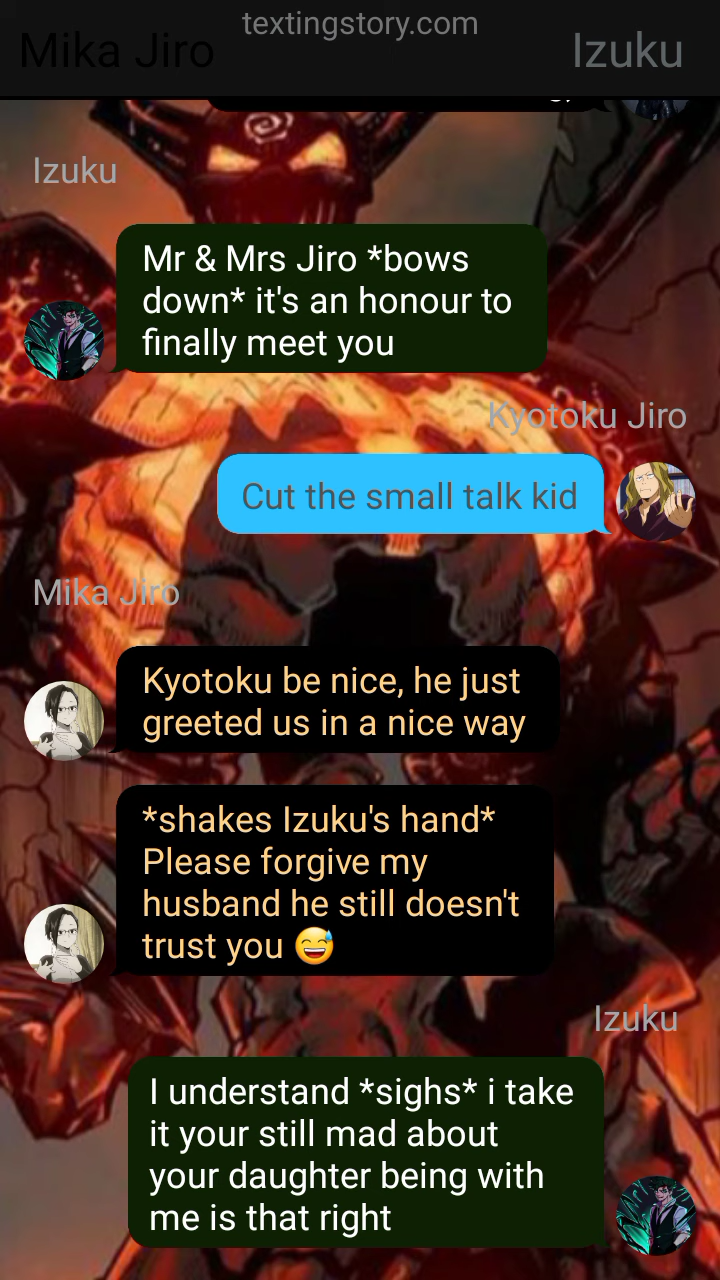 textingstory.com
Mika Jiro
Izuku
Izuku
Mr & Mrs Jiro *bows
down* it's an honour to
finally meet you
Kyotoku Jiro
Cut the small talk kid
Mika Jiro
Kyotoku be nice, he just
greeted us in a nice way
*shakes Izuku's hand*
Please forgive my
husband he still doesn't
trust you 😅
Izuku
I understand *sighs* i take
it your still mad about
your daughter being with
me is that right